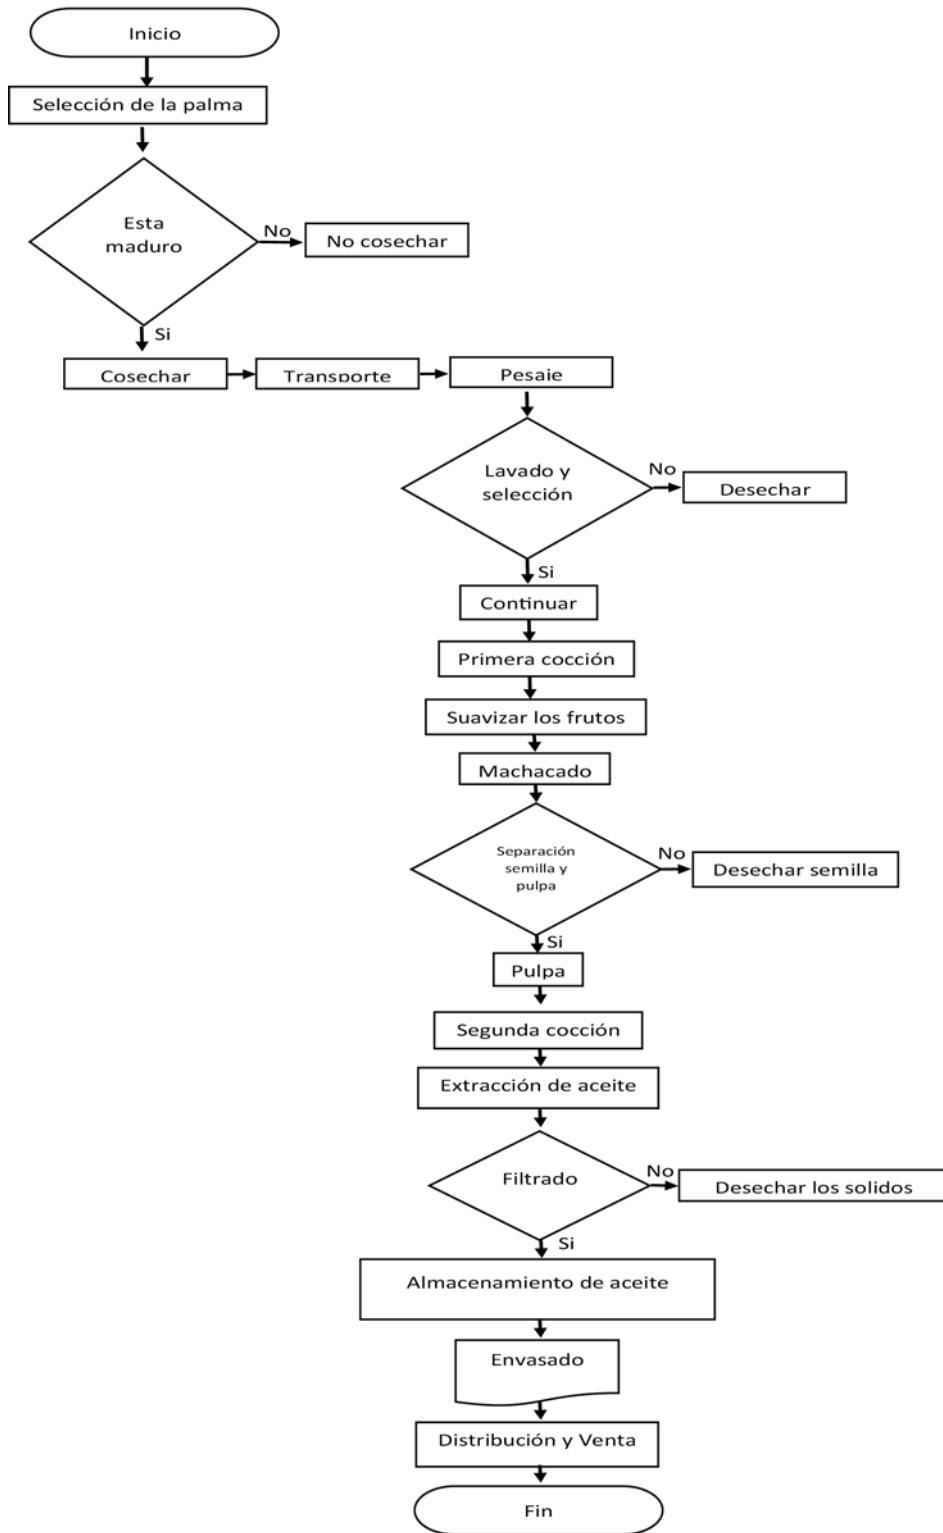 Inicio
Selección de la palma
Esta
maduro
No
No cosechar
Si
Cosechar
Transporte
Pesaje
Lavado y
selección
No
Desechar
Si
Continuar
Primera cocción
Suavizar los frutos
Machacado
Separación
semilla y
pulpa
No
Desechar semilla
Si
Pulpa
Segunda cocción
Extracción de aceite
Filtrado
No
Desechar los solidos
Si
Almacenamiento de aceite
Envasado
Distribución y Venta
Fin